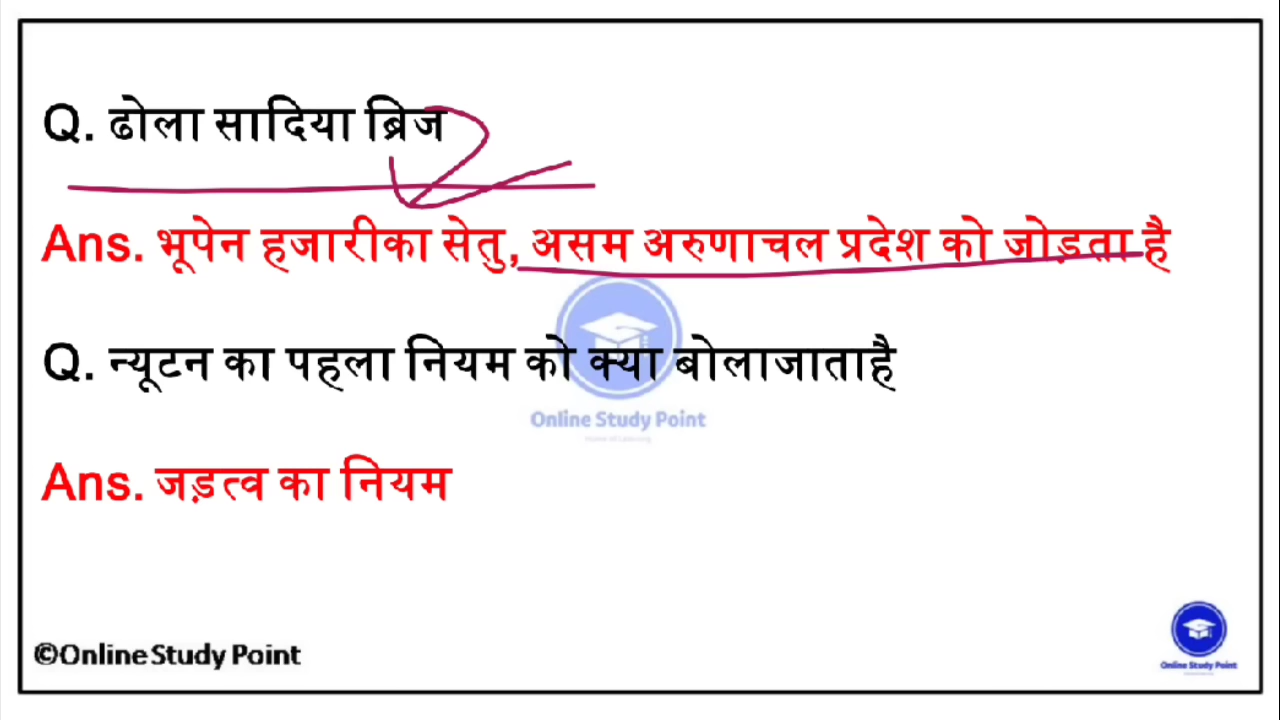 Q. ढोला सादिया ब्रिज
Ans. भूपेन हजारीका सेतु, असम अरुणाचल प्रदेश को जोड़ता है
Q. न्यूटन का पहला नियम को क्या बोलाजाताहै
Online Study Point
Ans. जड़त्व का नियम
©Online Study Point
Online Study Point